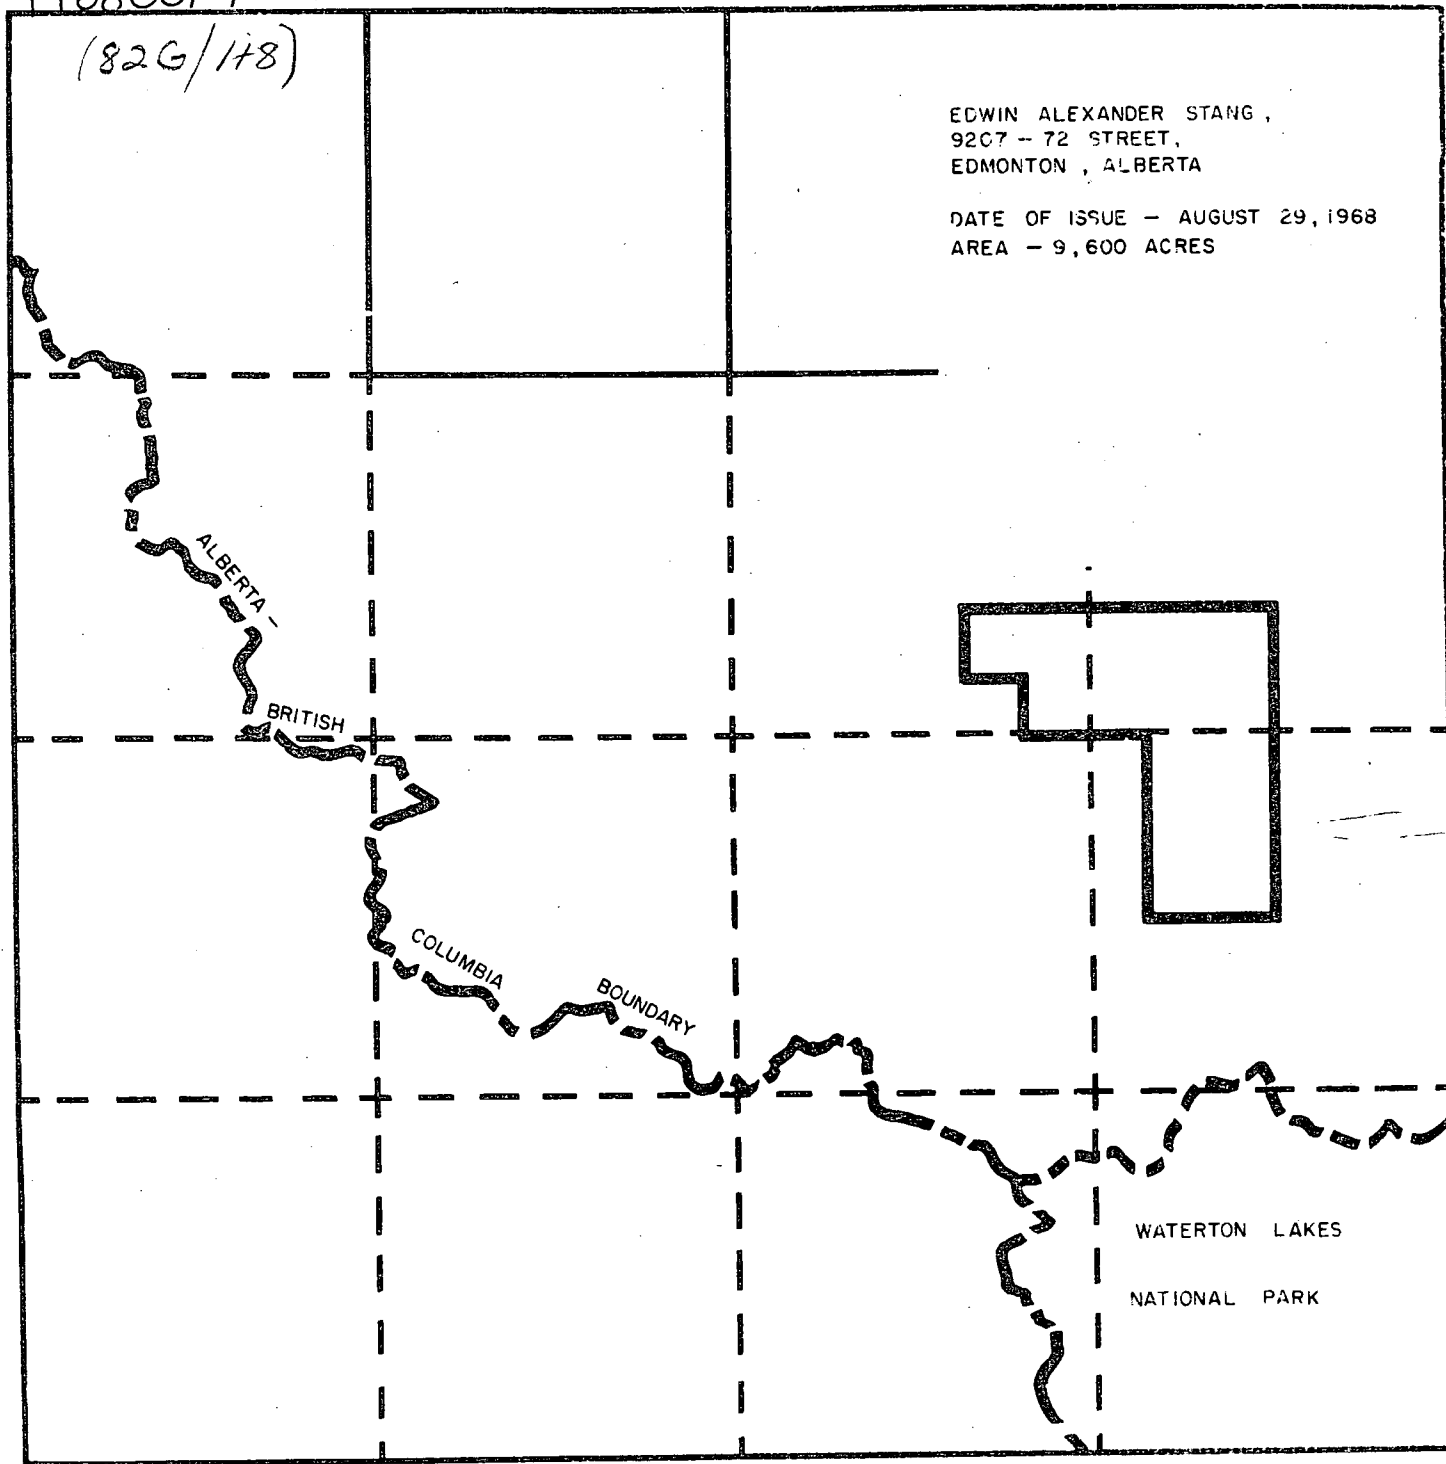 (82G/1+8)
EDWIN ALEXANDER STANG,
9207 - 72 STREET,
EDMONTON, ALBERTA
DATE OF ISSUE - AUGUST 29, 1968
AREA - 9,600 ACRES
ALBERTA -
BRITISH
COLUMBIA
BOUNDARY
WATERTON LAKES
NATIONAL PARK